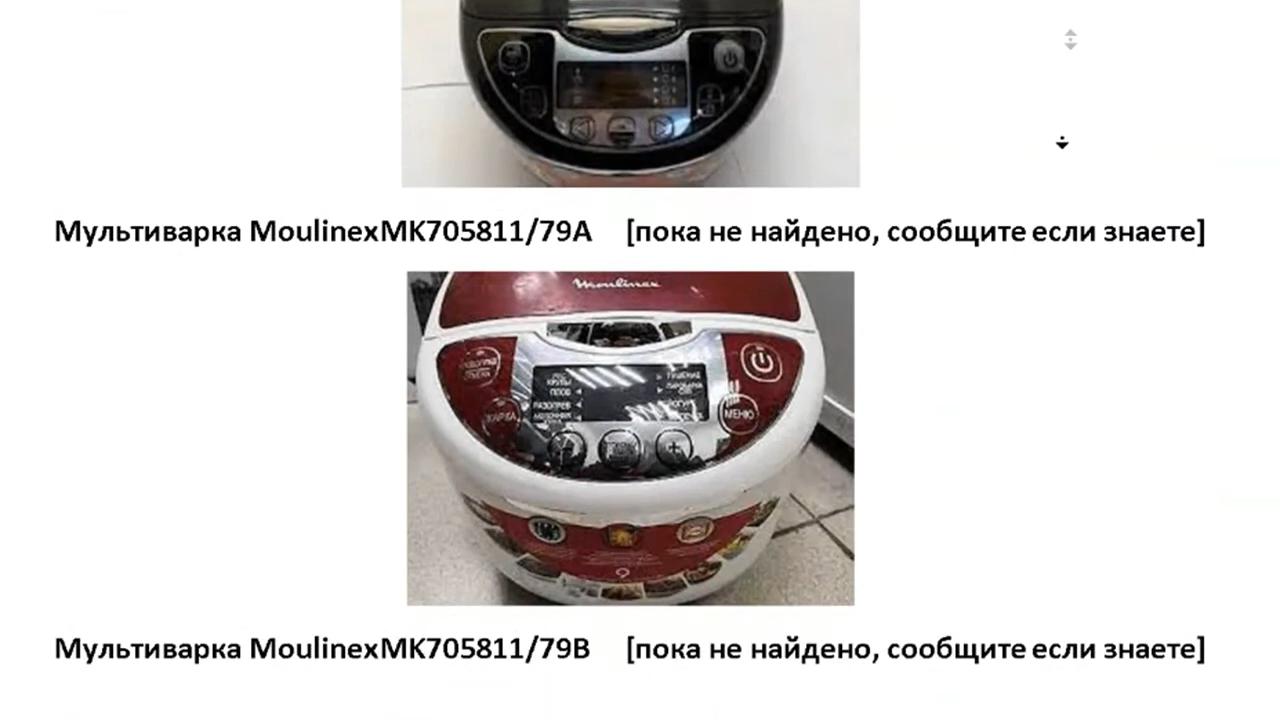 Мультиварка MoulinexMK705811/79A [пока не найдено, сообщите если знаете]
Moulinex
КРУПЫ
ПЛОВ
РАЗОГРЕВ
ЖАРКА
МЕНЮ
Мультиварка MoulinexMK705811/79B [пока не найдено, сообщите если знаете]